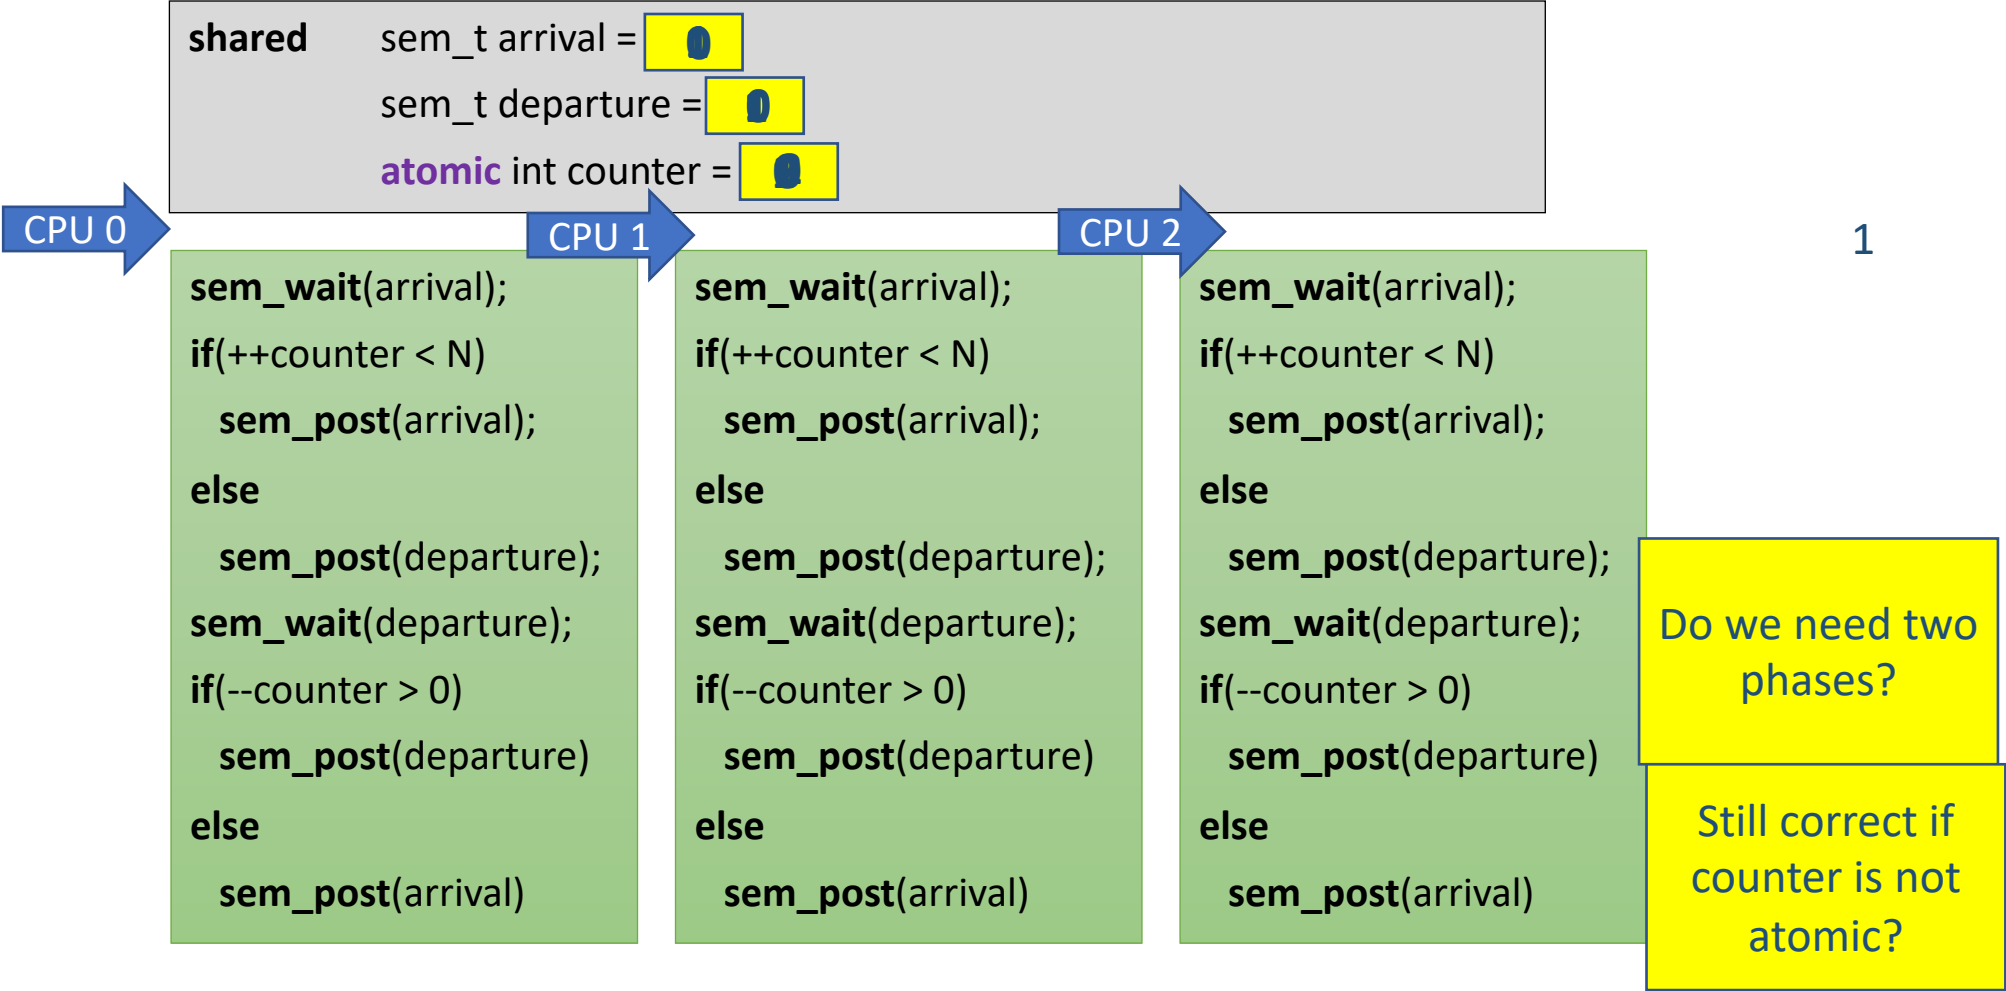 shared sem_t arrival =
sem_t departure =
atomic int counter =
CPU 0
CPU 1
CPU 2
1
sem_wait(arrival);
if(++counter < N)
sem_post(arrival);
else
sem_post(departure);
sem_wait(departure);
if(--counter > 0)
sem_post(departure)
else
sem_post(arrival)
sem_wait(arrival);
if(++counter < N)
sem_post(arrival);
else
sem_post(departure);
sem_wait(departure);
if(--counter > 0)
sem_post(departure)
else
sem_post(arrival)
sem_wait(arrival);
if(++counter < N)
sem_post(arrival);
else
sem_post(departure);
sem_wait(departure);
if(--counter > 0)
sem_post(departure)
else
sem_post(arrival)
Do we need two
phases?
Still correct if
counter is not
atomic?